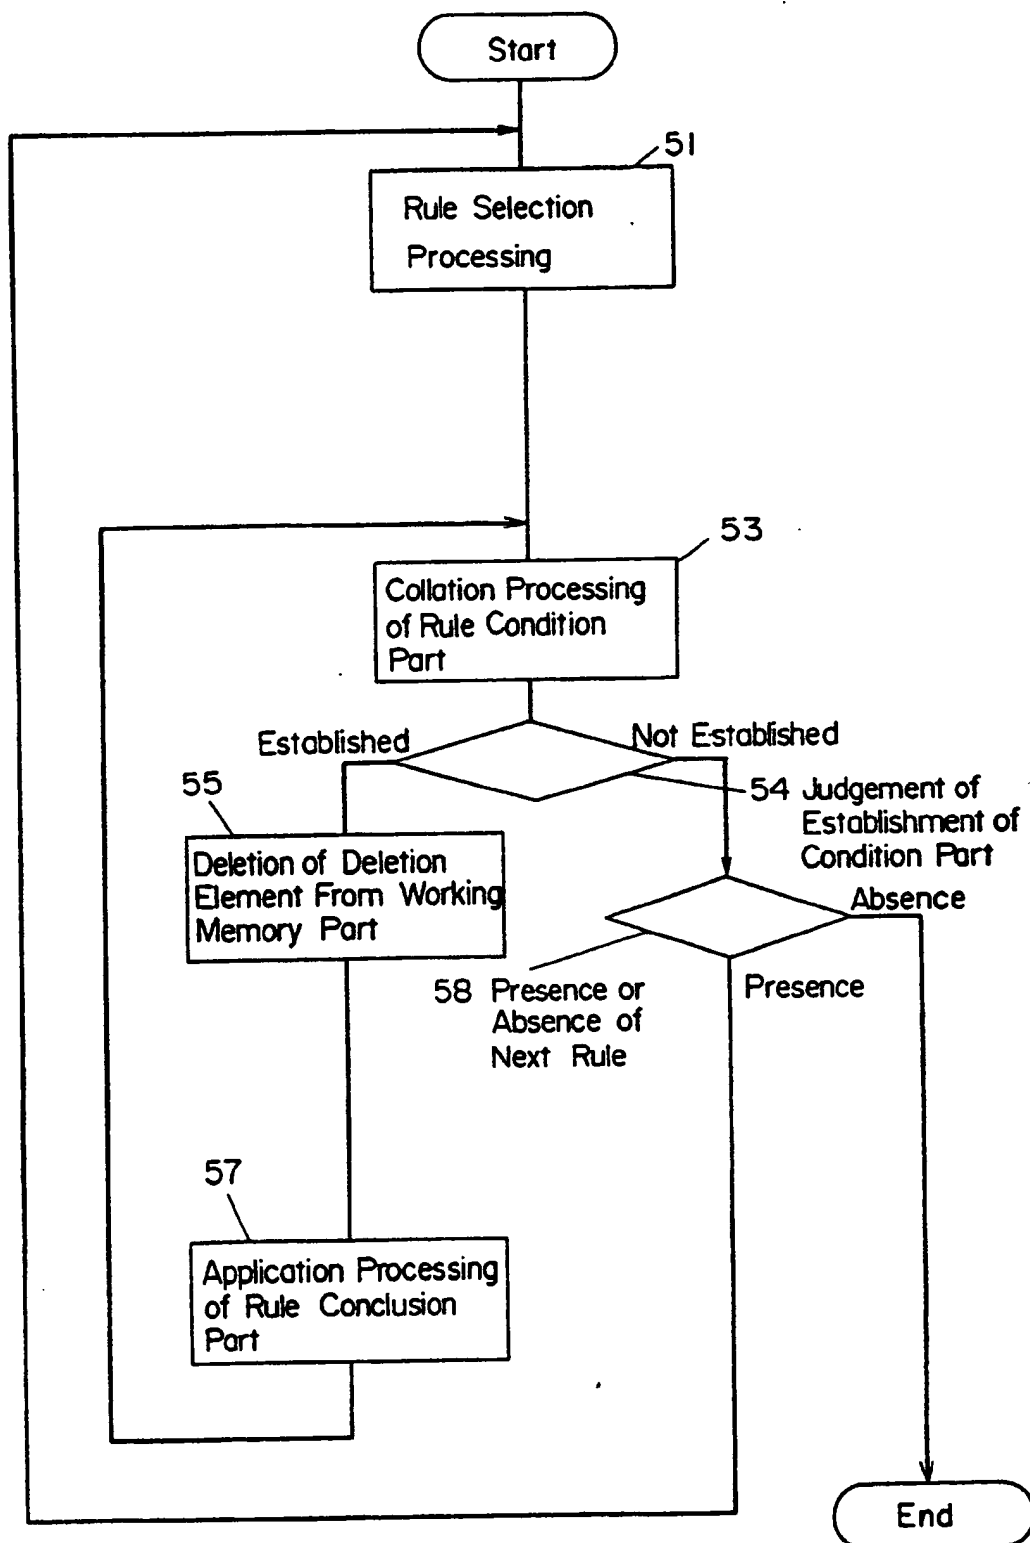 Start
51
Rule Selection
Processing
53
Collation Processing
of Rule Condition
Part
Established
Not Established
54 Judgement of
Establishment of
Condition Part
55
Deletion of Deletion
Element From Working
Memory Part
Absence
58 Presence or
Absence of
Next Rule
Presence
57
Application Processing
of Rule Conclusion
Part
End